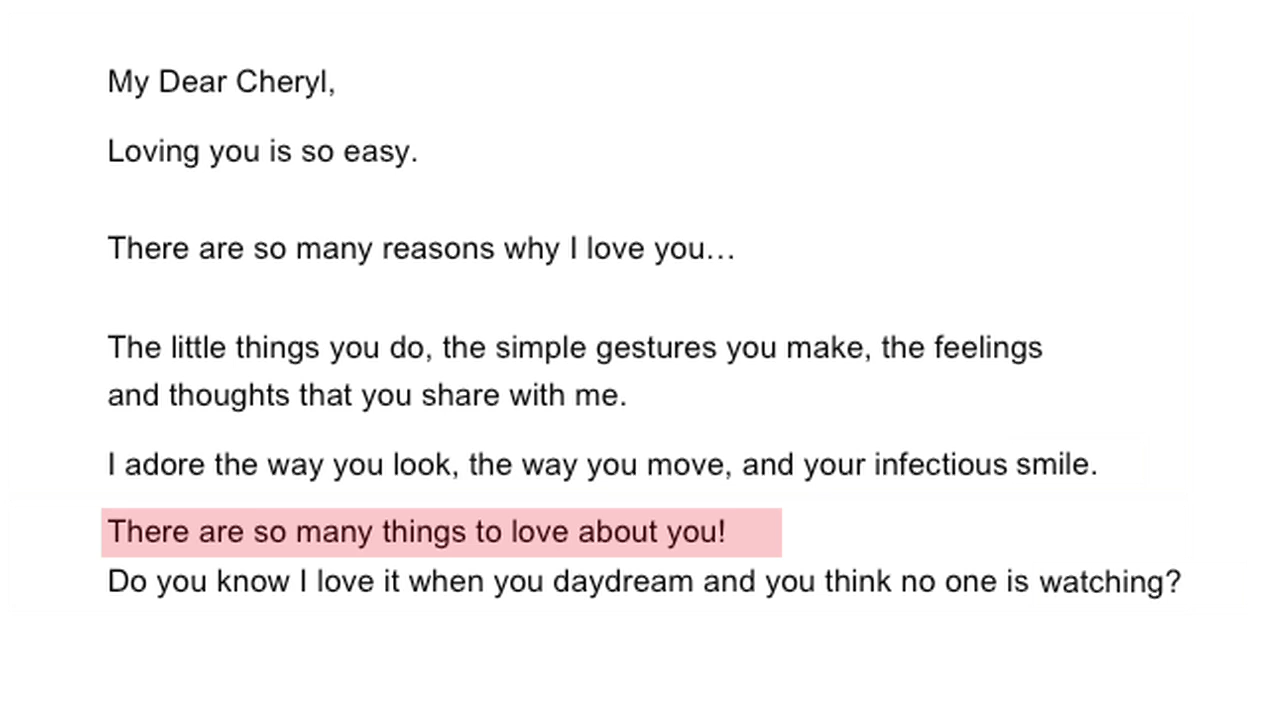 My Dear Cheryl,
Loving you is so easy.
There are so many reasons why I love you…
The little things you do, the simple gestures you make, the feelings
and thoughts that you share with me.
I adore the way you look, the way you move, and your infectious smile.
There are so many things to love about you!
Do you know I love it when you daydream and you think no one is watching?